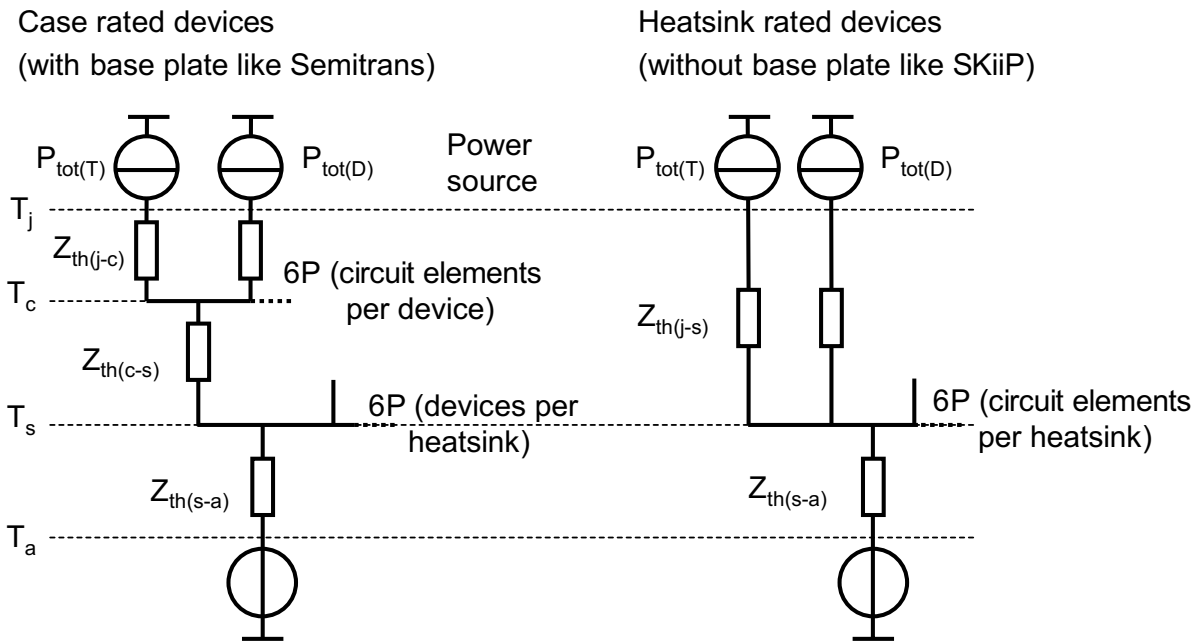 Case rated devices
(with base plate like Semitrans)
Heatsink rated devices
(without base plate like SKiiP)
P_tot(T)
P_tot(D)
Power
source
P_tot(T)
P_tot(D)
T_j
Z_th(j-c)
6P (circuit elements
per device)
T_c
Z_th(j-s)
Z_th(c-s)
6P (devices per
heatsink)
6P (circuit elements
per heatsink)
T_s
Z_th(s-a)
Z_th(s-a)
T_a